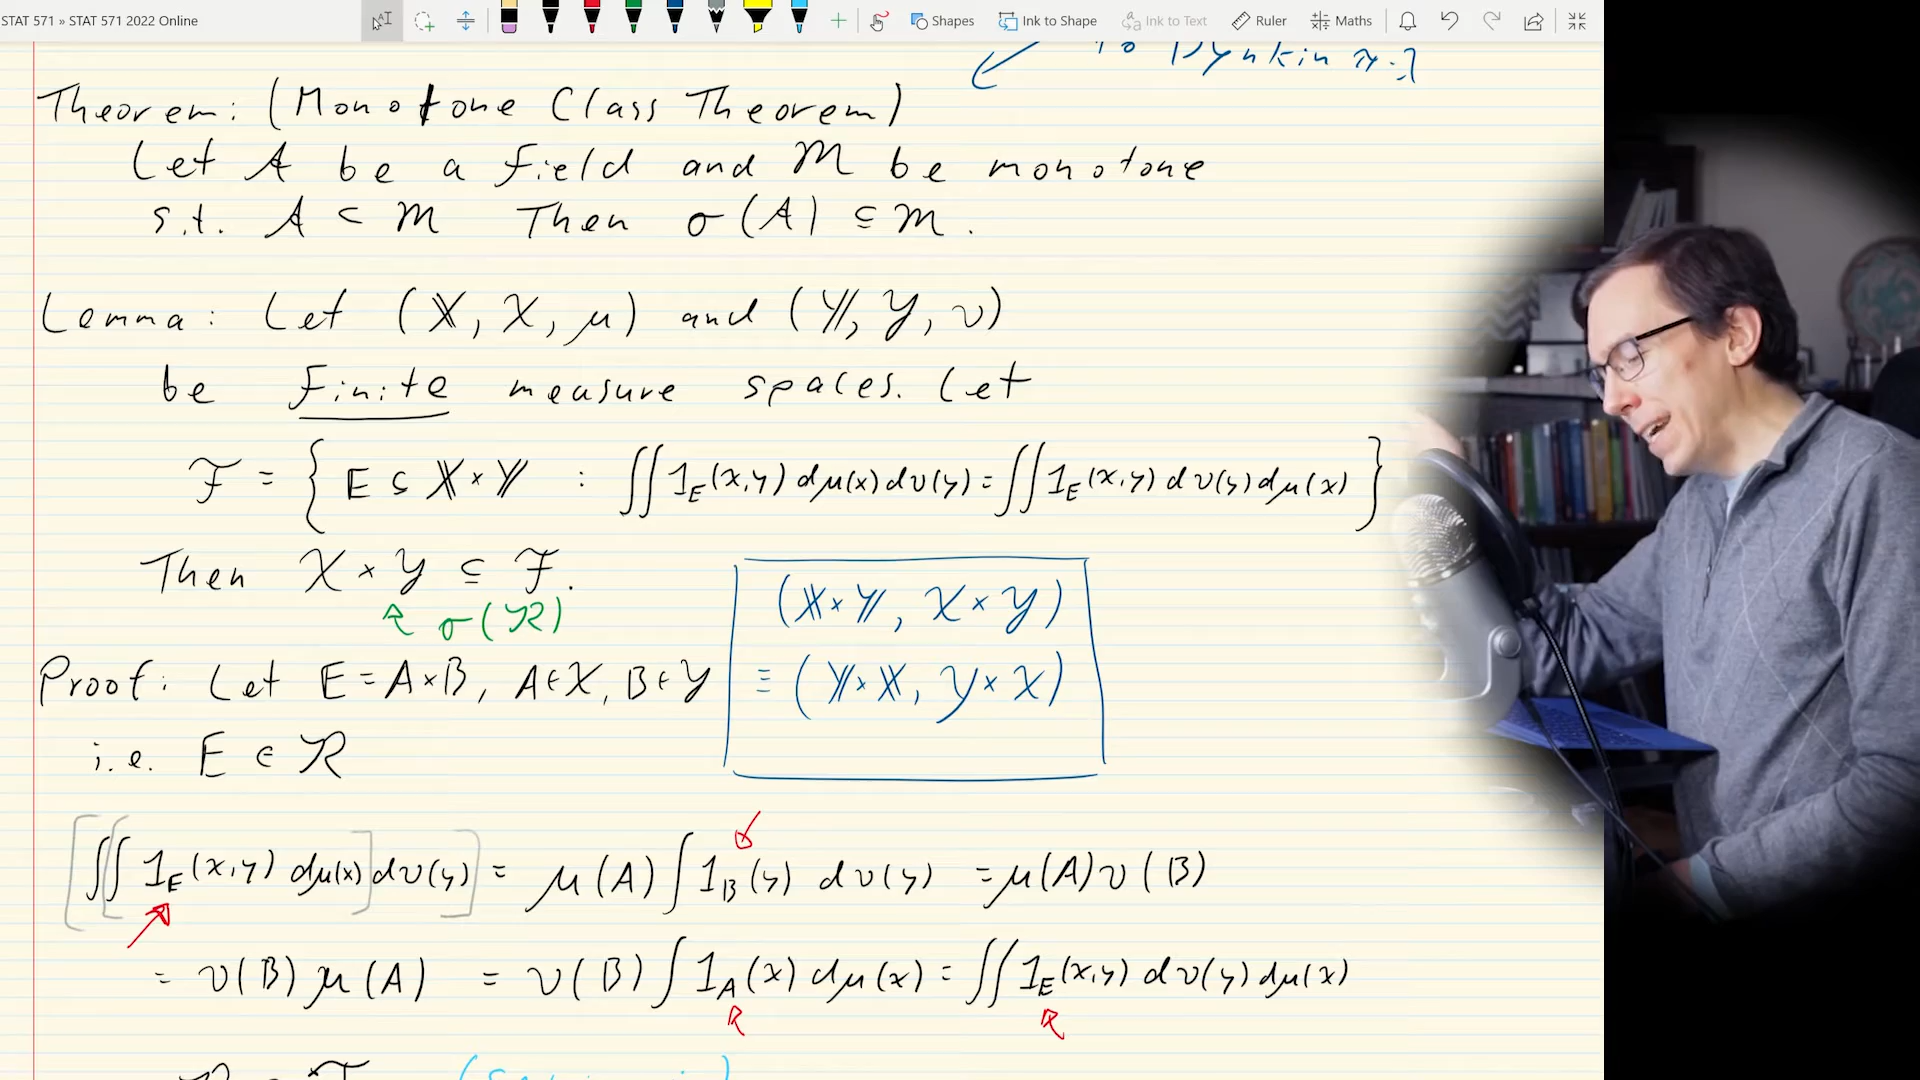 STAT 571 » STAT 571 2022 Online
Shapes Ink to Shape Ink to Text Ruler Maths
To Dynkin π-λ
Theorem: (Monotone Class Theorem)
Let A be a field and M be monotone
s.t. A ⊂ M Then σ(A) ⊆ M.
Lemma: Let (𝕏, X, μ) and (𝕐, Y, ν)
be finite measure spaces. Let
F = { E ⊆ 𝕏×𝕐 : ∬ 1_E(x,y) dμ(x) dν(y) = ∬ 1_E(x,y) dν(y) dμ(x) }
Then X × Y ⊆ F.
σ(R)
(𝕏×𝕐, X×Y)
≡ (𝕐×𝕏, Y×X)
Proof: Let E = A×B, A∈X, B∈Y
i.e. E ∈ R
[∫[∫ 1_E(x,y) dμ(x)] dν(y)] = μ(A) ∫ 1_B(y) dν(y) = μ(A)ν(B)
= ν(B) μ(A) = ν(B) ∫ 1_A(x) dμ(x) = ∬ 1_E(x,y) dν(y) dμ(x)